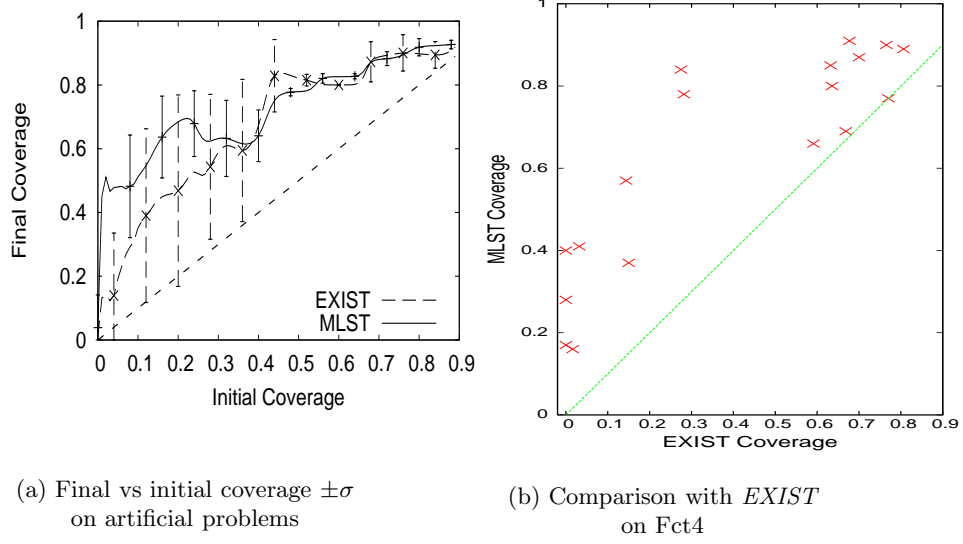 1
0.8
0.6
0.4
0.2
0
Final Coverage
EXIST
MLST
0 0.1 0.2 0.3 0.4 0.5 0.6 0.7 0.8 0.9
Initial Coverage
(a) Final vs initial coverage ±σ
on artificial problems
1
0.8
0.6
0.4
0.2
0
MLST Coverage
0 0.1 0.2 0.3 0.4 0.5 0.6 0.7 0.8 0.9
EXIST Coverage
(b) Comparison with EXIST
on Fct4